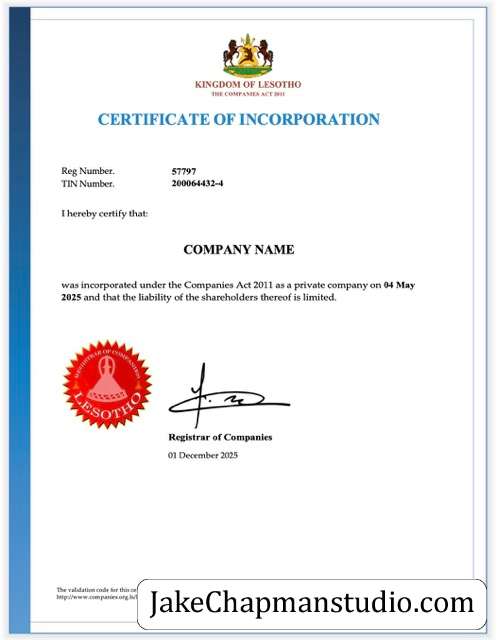 KINGDOM OF LESOTHO
THE COMPANIES ACT 2011
CERTIFICATE OF INCORPORATION
Reg Number. 57797
TIN Number. 200064432-4
I hereby certify that:
COMPANY NAME
was incorporated under the Companies Act 2011 as a private company on 04 May
2025 and that the liability of the shareholders thereof is limited.
REGISTRAR OF COMPANIES
LESOTHO
Registrar of Companies
01 December 2025
The validation code for this
http://www.companies.org.ls/
JakeChapmanstudio.com